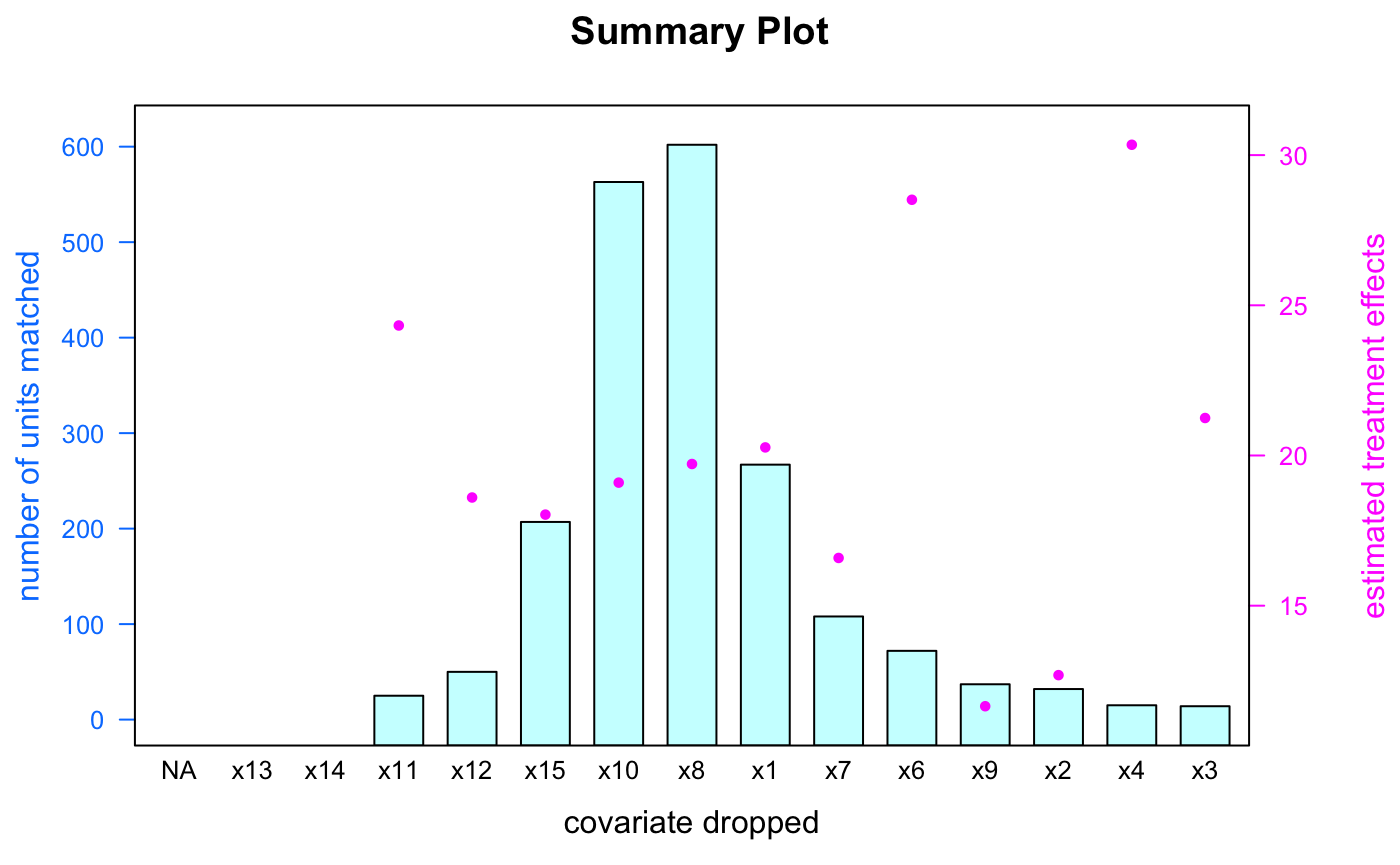 Summary Plot
number of units matched
600
500
400
300
200
100
0
30
25
20
15
estimated treatment effects
NA x13 x14 x11 x12 x15 x10 x8 x1 x7 x6 x9 x2 x4 x3
covariate dropped